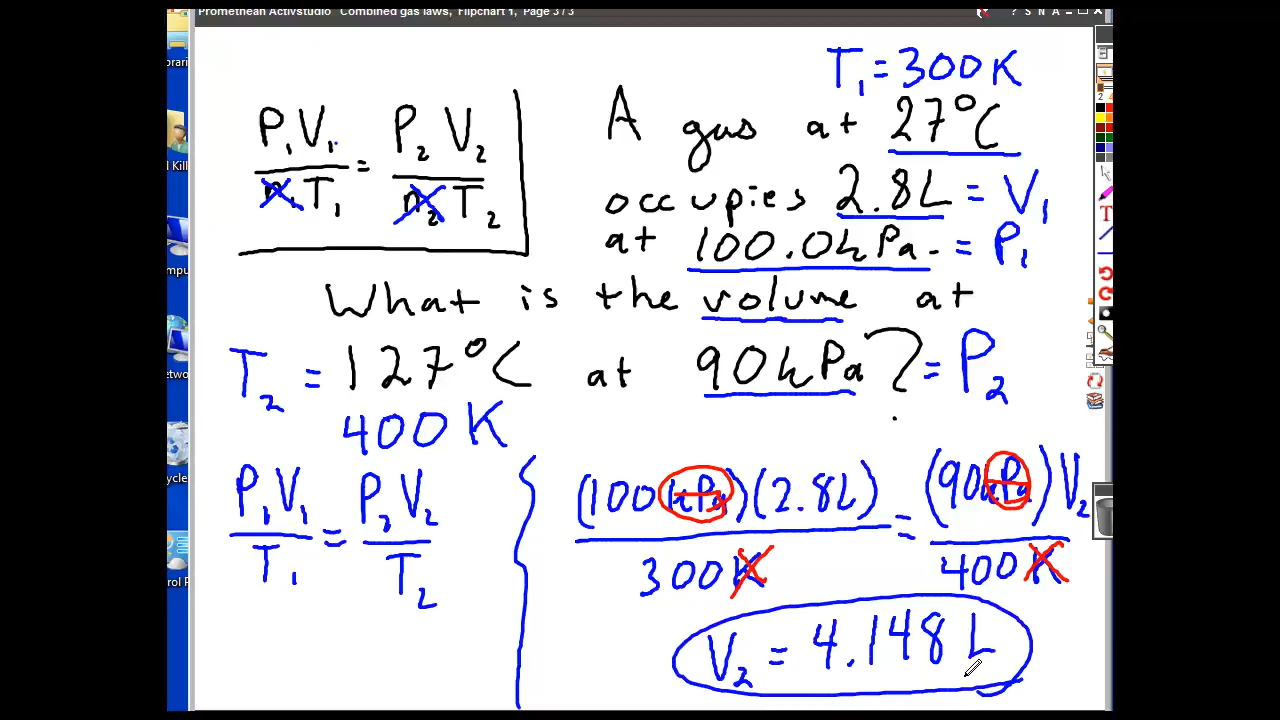 Promethean Activstudio Combined gas laws, Flipchart 1, Page 3 / 3
? S N A
T₁ = 300K
P₁V₁ / n₁T₁ = P₂V₂ / n₂T₂
A gas at 27°C
occupies 2.8L = V₁
at 100.0kPa. = P₁
What is the volume at
T₂ = 127°C at 90kPa? = P₂
400 K
P₁V₁ / T₁ = P₂V₂ / T₂
(100kPa)(2.8L) / 300K = (90kPa)V₂ / 400K
V₂ = 4.148 L